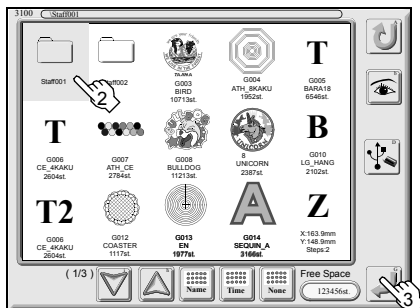 3100 \Staff001
Staff001
Staff002
G003
BIRD
10713st.
G004
ATH_8KAKU
1952st.
T
G005
BARA18
6546st.
T
G006
CE_4KAKU
2604st.
G007
ATH_CE
2784st.
G008
BULLDOG
11213st.
UNICORN
8
UNICORN
2387st.
B
G010
LG_HANG
2102st.
T2
G006
CE_4KAKU
2604st.
G012
COASTER
1117st.
G013
EN
1977st.
A
G014
SEQUIN_A
3166st.
Z
X:163.9mm
Y:148.9mm
Steps:2
(1/3)
Name
Time
None
Free Space
123456st.
2
3